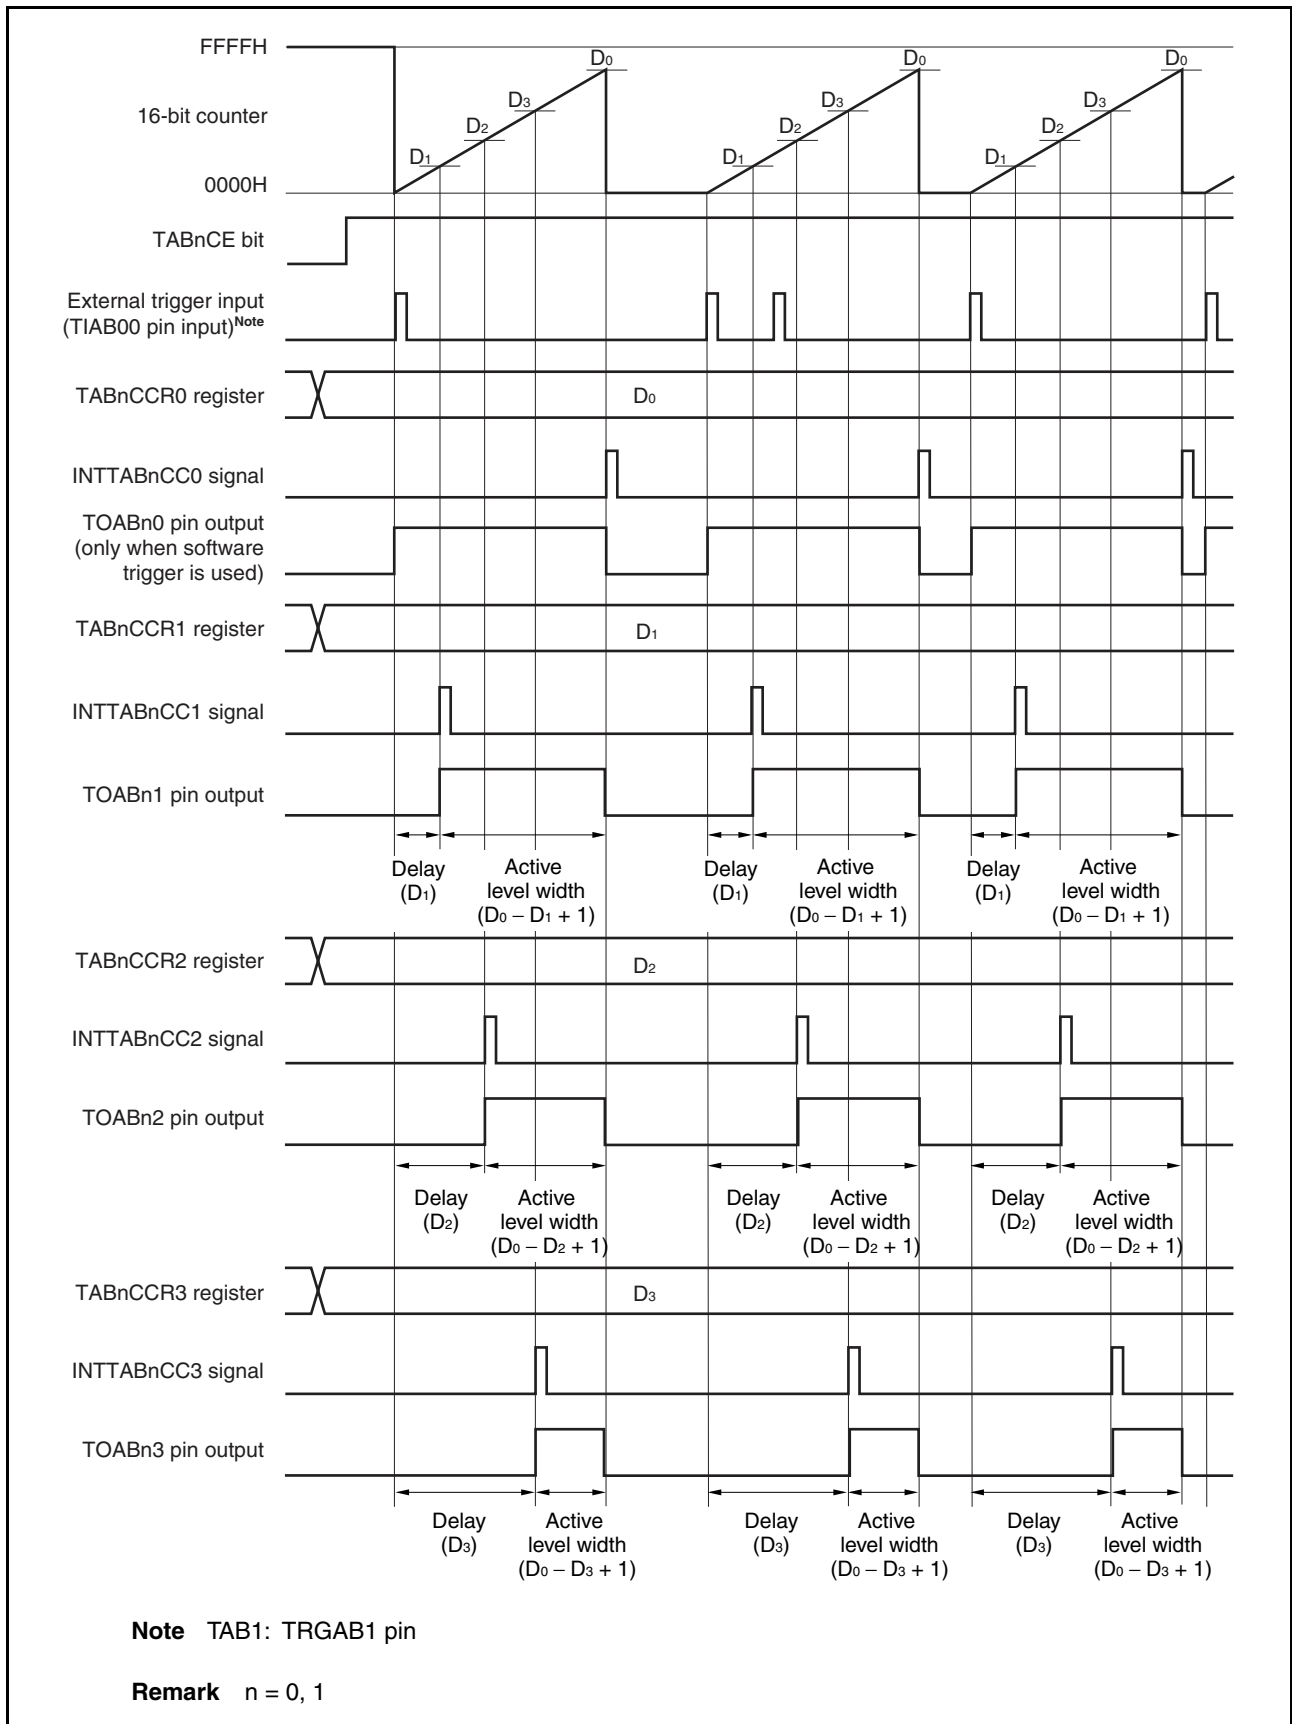 FFFFH
D0 D0 D0
D3 D3 D3
16-bit counter
D2 D2 D2
D1 D1 D1
0000H
TABnCE bit
External trigger input
(TIAB00 pin input)Note
TABnCCR0 register
D0
INTTABnCC0 signal
TOABn0 pin output
(only when software
trigger is used)
TABnCCR1 register
D1
INTTABnCC1 signal
TOABn1 pin output
Delay
(D1)
Active
level width
(D0 – D1 + 1)
Delay
(D1)
Active
level width
(D0 – D1 + 1)
Delay
(D1)
Active
level width
(D0 – D1 + 1)
TABnCCR2 register
D2
INTTABnCC2 signal
TOABn2 pin output
Delay
(D2)
Active
level width
(D0 – D2 + 1)
Delay
(D2)
Active
level width
(D0 – D2 + 1)
Delay
(D2)
Active
level width
(D0 – D2 + 1)
TABnCCR3 register
D3
INTTABnCC3 signal
TOABn3 pin output
Delay
(D3)
Active
level width
(D0 – D3 + 1)
Delay
(D3)
Active
level width
(D0 – D3 + 1)
Delay
(D3)
Active
level width
(D0 – D3 + 1)
Note TAB1: TRGAB1 pin
Remark n = 0, 1